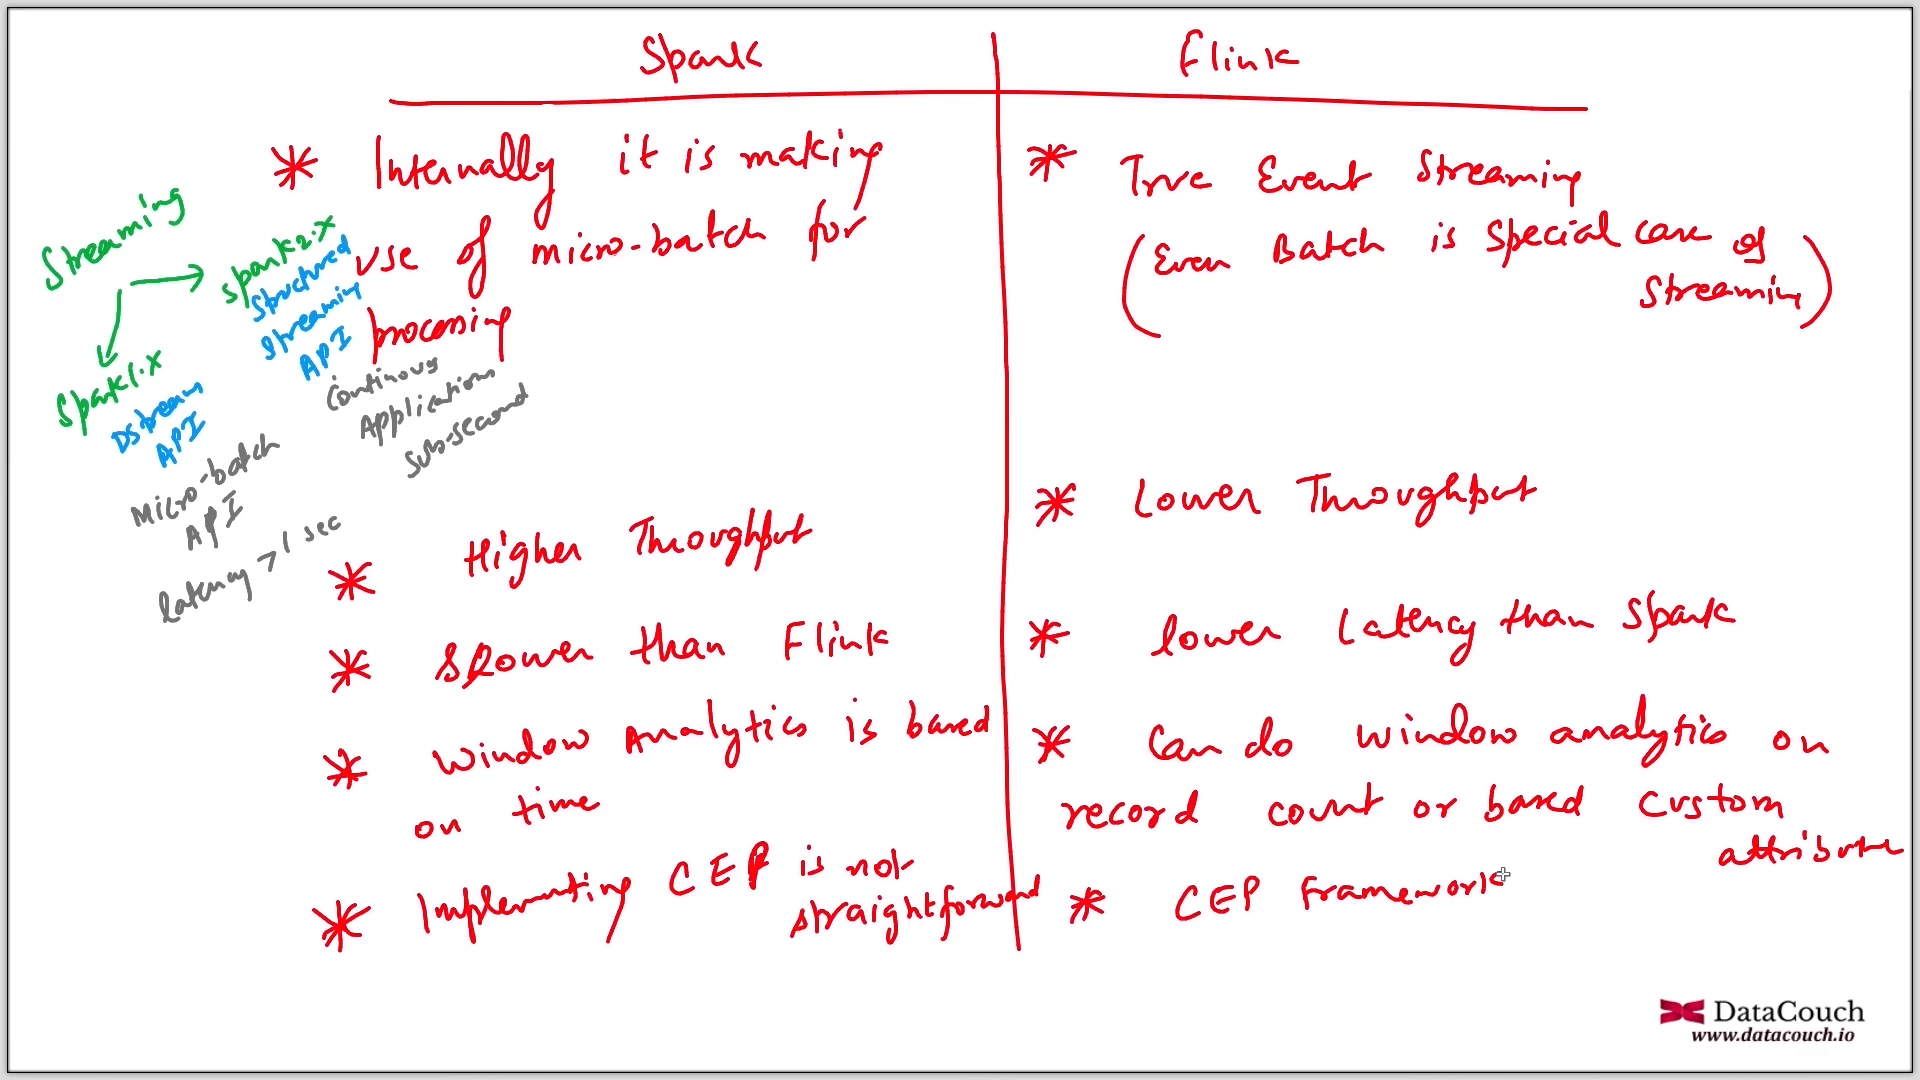 Spark
Flink
* Internally it is making
use of micro-batch for
processing
Streaming
Spark2.X
Structured
Streaming
API
Continous
Applications
Sub-second
Spark1.X
DStream
API
Micro-batch
API
latency > 1 sec
* Higher Throughput
* Slower than Flink
* Window Analytics is based
on time
* Implementing CEP is not
straightforward
* True Event Streaming
(Even Batch is special case of
Streaming)
* Lower Throughput
* lower latency than Spark
* Can do window analytics on
record count or based custom
attribute
* CEP Framework
DataCouch
www.datacouch.io